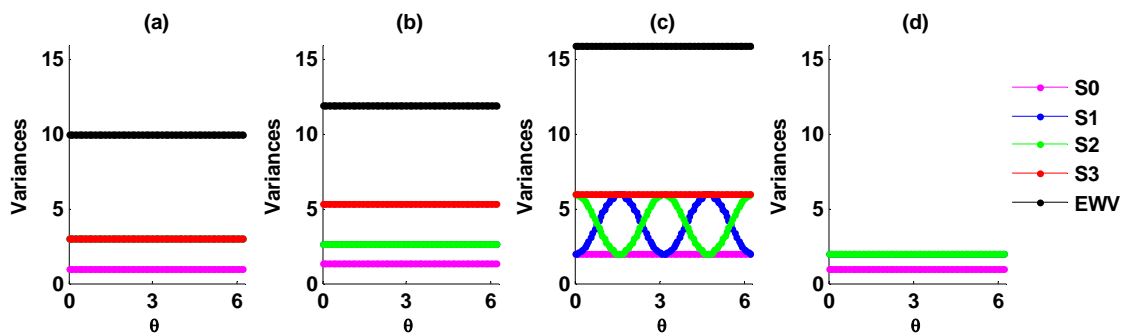 (a)
(b)
(c)
(d)
Variances
15
10
5
0
0 3 6
θ
Variances
15
10
5
0
0 3 6
θ
Variances
15
10
5
0
0 3 6
θ
Variances
15
10
5
0
0 3 6
θ
S0
S1
S2
S3
EWV